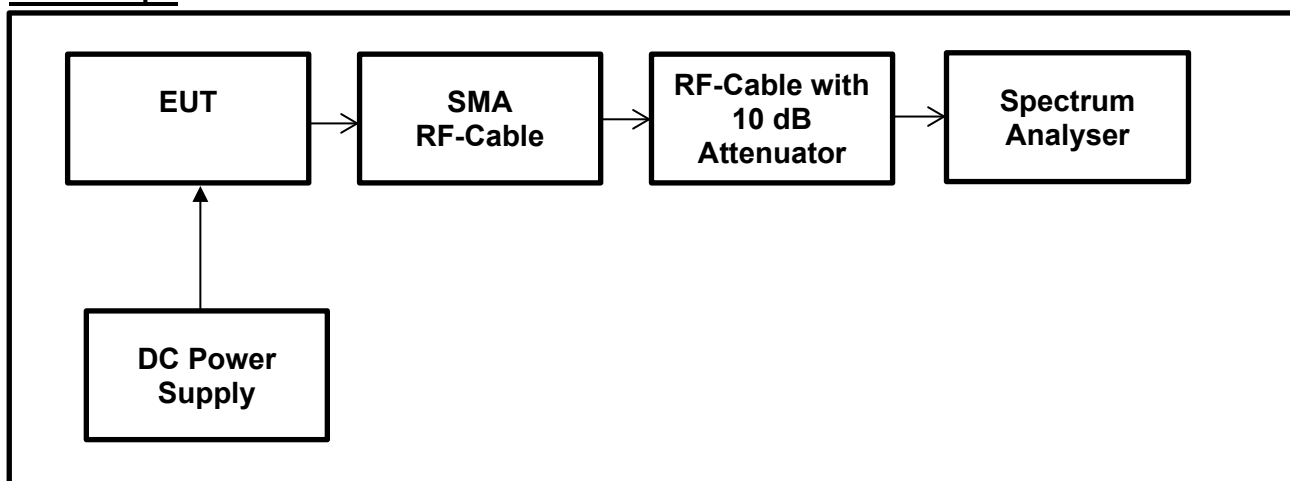 EUT
SMA
RF-Cable
RF-Cable with
10 dB
Attenuator
Spectrum
Analyser
DC Power
Supply